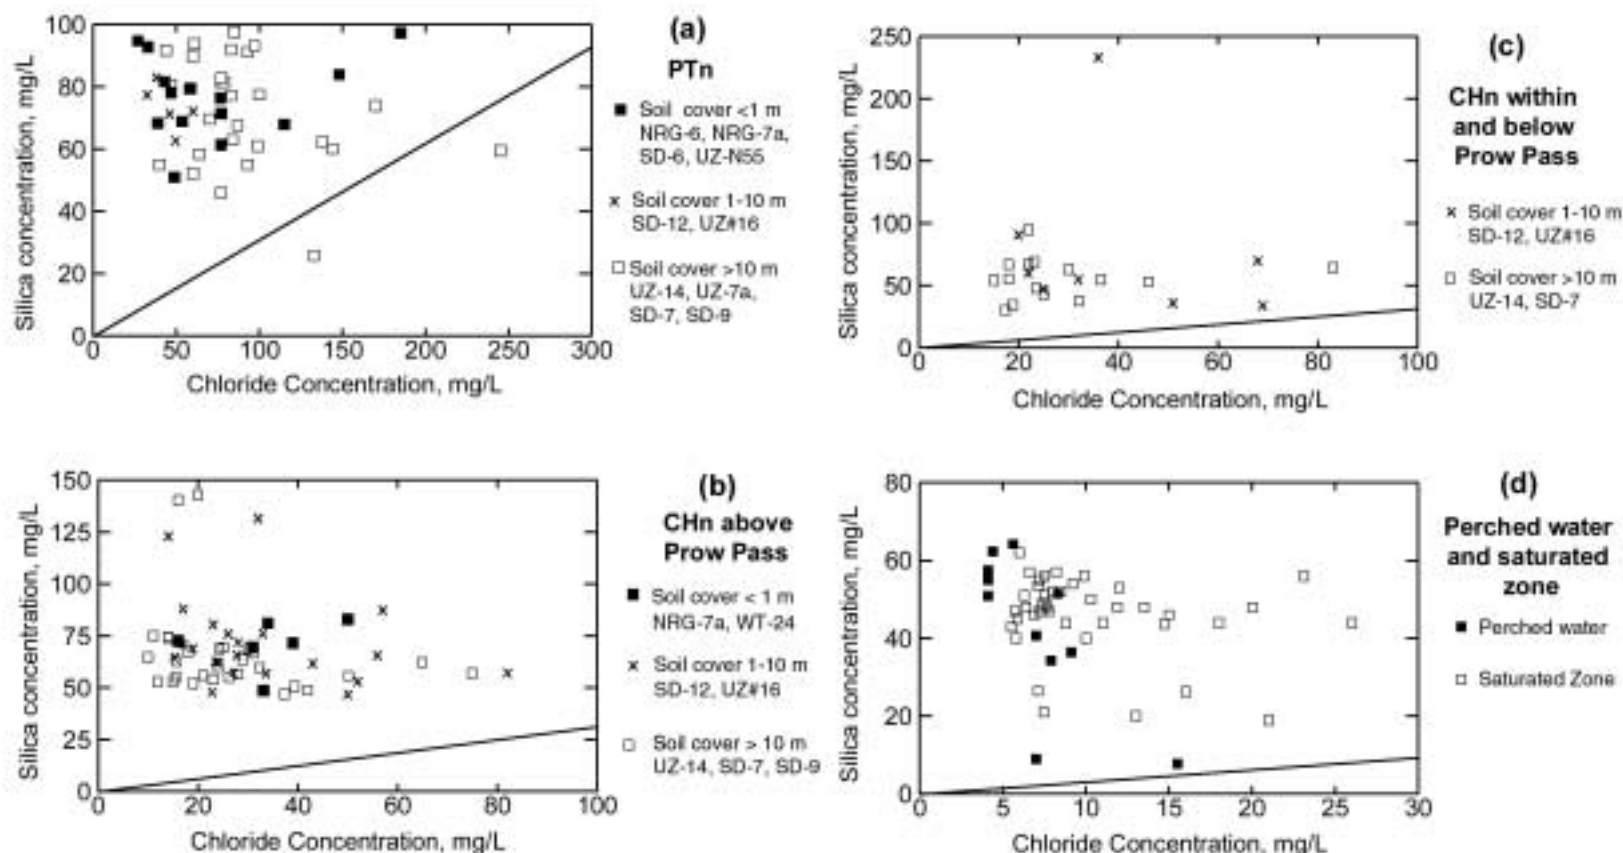 (a)
PTn
Silica concentration, mg/L
100
80
60
40
20
0
0 50 100 150 200 250 300
Chloride Concentration, mg/L
Soil cover <1 m
NRG-6, NRG-7a,
SD-6, UZ-N55
Soil cover 1-10 m
SD-12, UZ#16
Soil cover >10 m
UZ-14, UZ-7a,
SD-7, SD-9
(c)
CHn within
and below
Prow Pass
Silica concentration, mg/L
250
200
150
100
50
0
0 20 40 60 80 100
Chloride Concentration, mg/L
Soil cover 1-10 m
SD-12, UZ#16
Soil cover >10 m
UZ-14, SD-7
(b)
CHn above
Prow Pass
Silica concentration, mg/L
150
125
100
75
50
25
0
0 20 40 60 80 100
Chloride Concentration, mg/L
Soil cover < 1 m
NRG-7a, WT-24
Soil cover 1-10 m
SD-12, UZ#16
Soil cover > 10 m
UZ-14, SD-7, SD-9
(d)
Perched water
and saturated
zone
Silica concentration, mg/L
80
60
40
20
0
0 5 10 15 20 25 30
Chloride Concentration, mg/L
Perched water
Saturated Zone